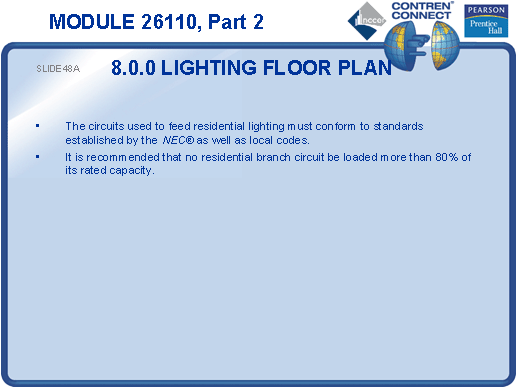 MODULE 26110, Part 2
nccer
CONTREN®
CONNECT
PEARSON
Prentice
Hall
SLIDE 48A
8.0.0 LIGHTING FLOOR PLAN
• The circuits used to feed residential lighting must conform to standards
established by the NEC® as well as local codes.
• It is recommended that no residential branch circuit be loaded more than 80% of
its rated capacity.